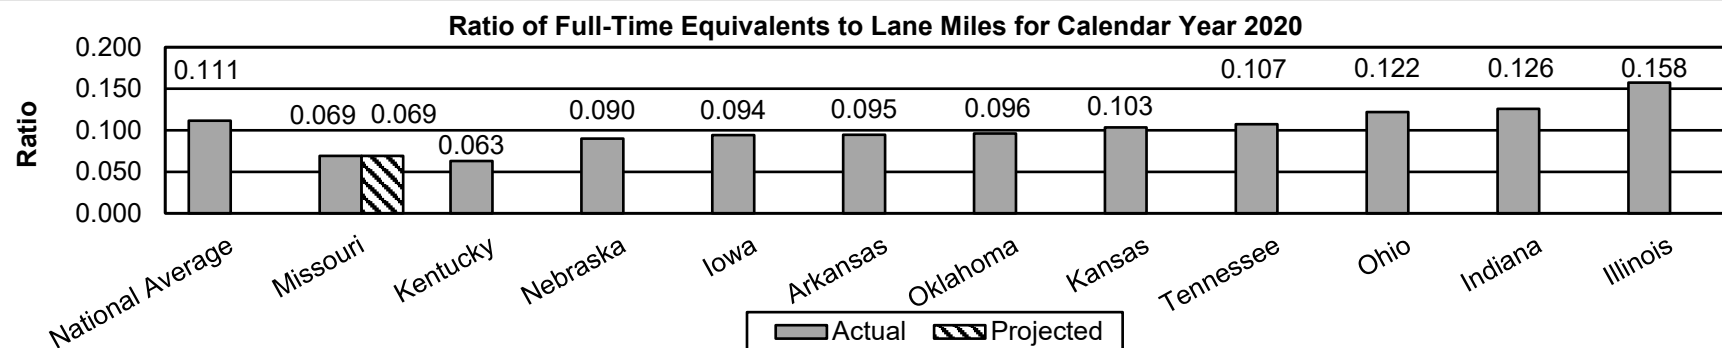 Ratio of Full-Time Equivalents to Lane Miles for Calendar Year 2020
Ratio
0.200
0.150
0.100
0.050
0.000
0.111
0.069 0.069
0.063
0.090
0.094
0.095
0.096
0.103
0.107
0.122
0.126
0.158
National Average
Missouri
Kentucky
Nebraska
Iowa
Arkansas
Oklahoma
Kansas
Tennessee
Ohio
Indiana
Illinois
Actual Projected